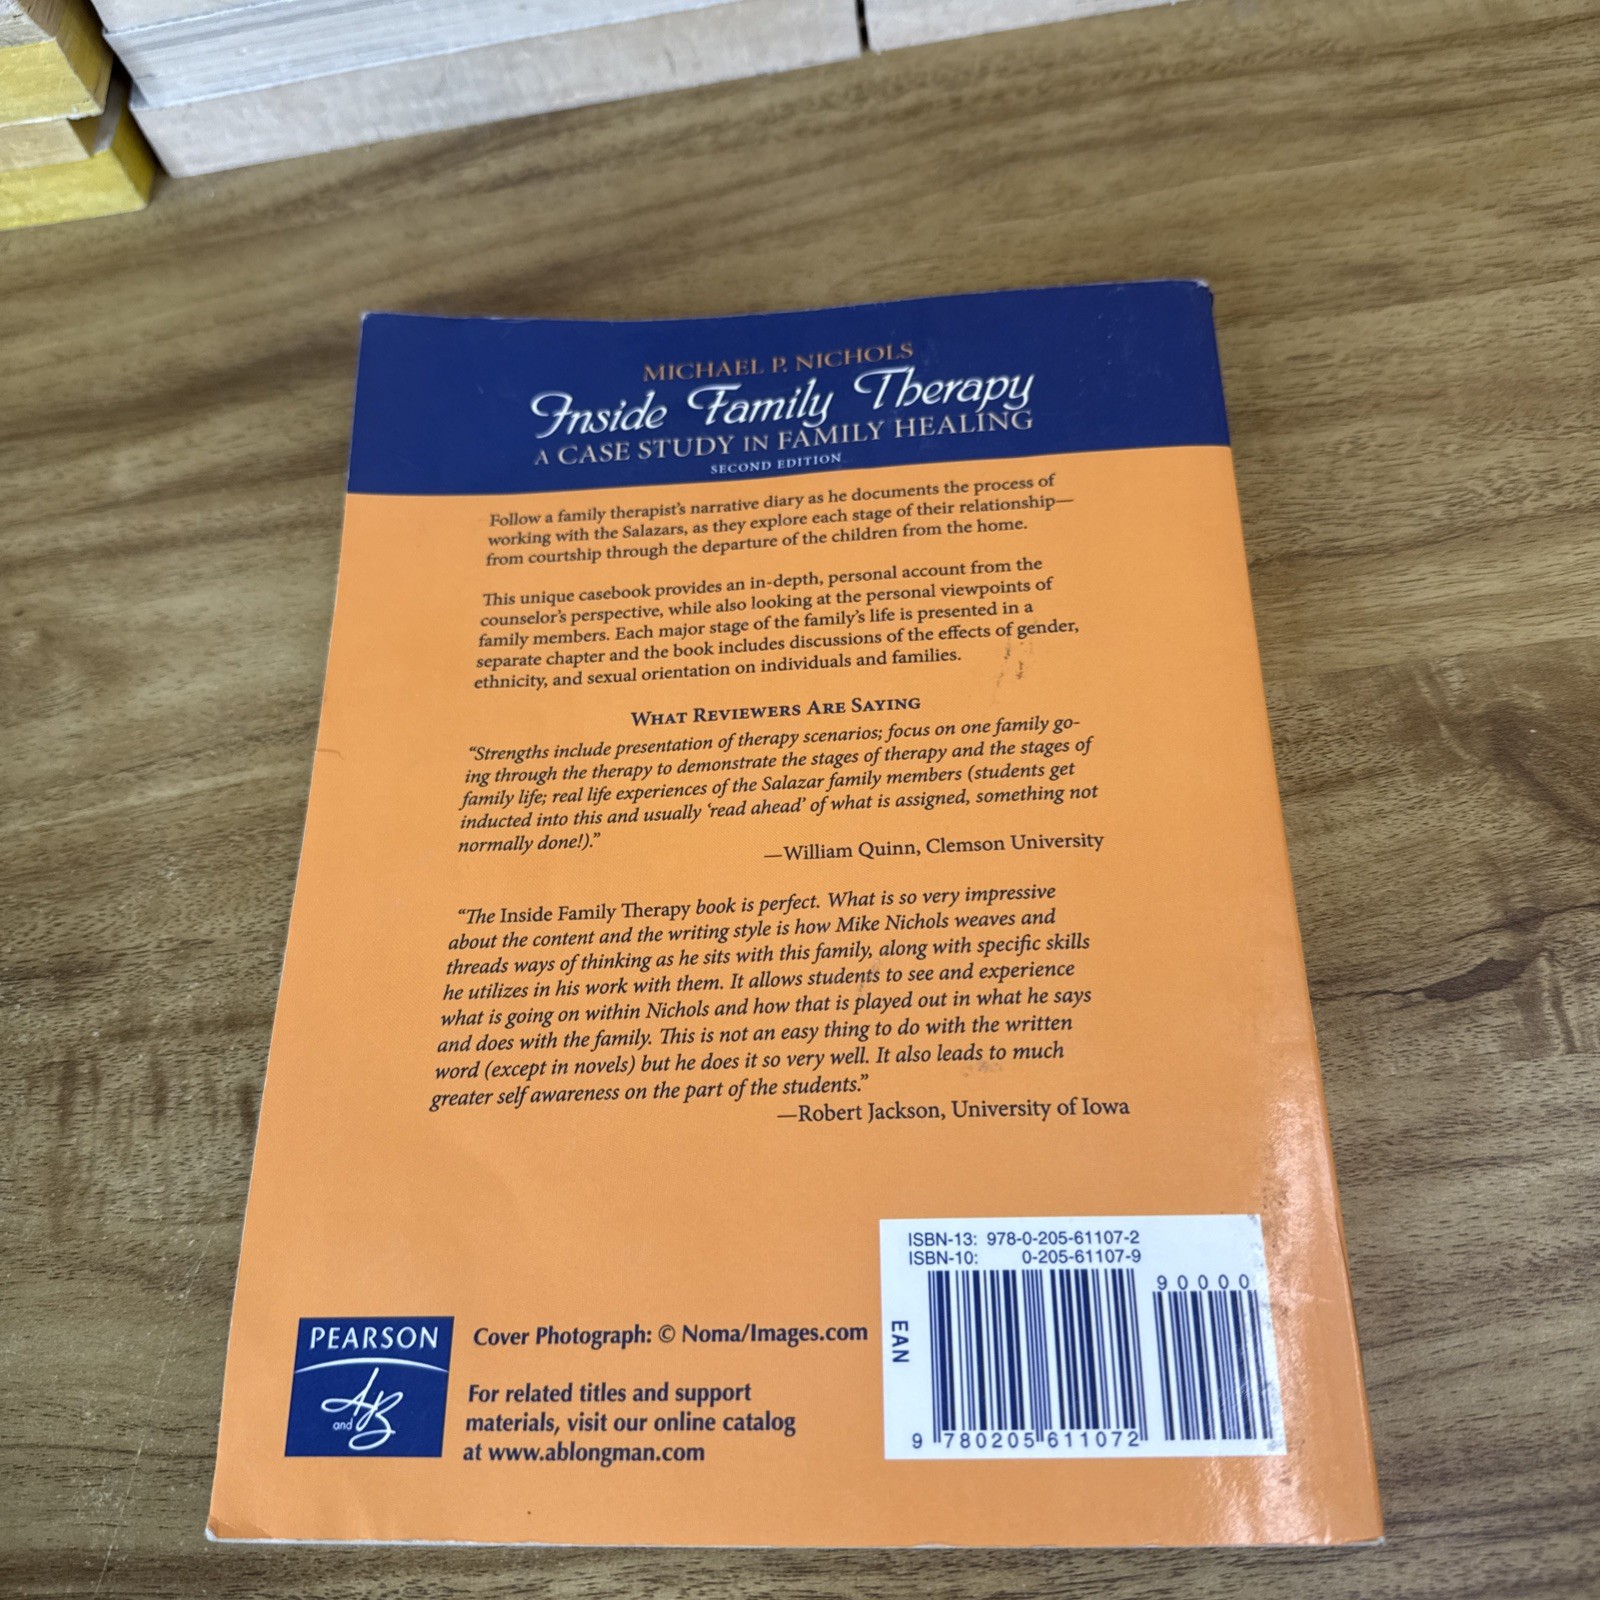 MICHAEL P. NICHOLS
Inside Family Therapy
A CASE STUDY IN FAMILY HEALING
SECOND EDITION
Follow a family therapist's narrative diary as he documents the process of
working with the Salazars, as they explore each stage of their relationship—
from courtship through the departure of the children from the home.
This unique casebook provides an in-depth, personal account from the
counselor's perspective, while also looking at the personal viewpoints of
family members. Each major stage of the family's life is presented in a
separate chapter and the book includes discussions of the effects of gender,
ethnicity, and sexual orientation on individuals and families.
WHAT REVIEWERS ARE SAYING
“Strengths include presentation of therapy scenarios; focus on one family go-
ing through the therapy to demonstrate the stages of therapy and the stages of
family life; real life experiences of the Salazar family members (students get
inducted into this and usually ‘read ahead’ of what is assigned, something not
normally done!).”
—William Quinn, Clemson University
“The Inside Family Therapy book is perfect. What is so very impressive
about the content and the writing style is how Mike Nichols weaves and
threads ways of thinking as he sits with this family, along with specific skills
he utilizes in his work with them. It allows students to see and experience
what is going on within Nichols and how that is played out in what he says
and does with the family. This is not an easy thing to do with the written
word (except in novels) but he does it so very well. It also leads to much
greater self awareness on the part of the students.”
—Robert Jackson, University of Iowa
ISBN-13: 978-0-205-61107-2
ISBN-10: 0-205-61107-9
90000
EAN
9 780205 611072
PEARSON
A and B
Cover Photograph: © Noma/Images.com
For related titles and support
materials, visit our online catalog
at www.ablongman.com